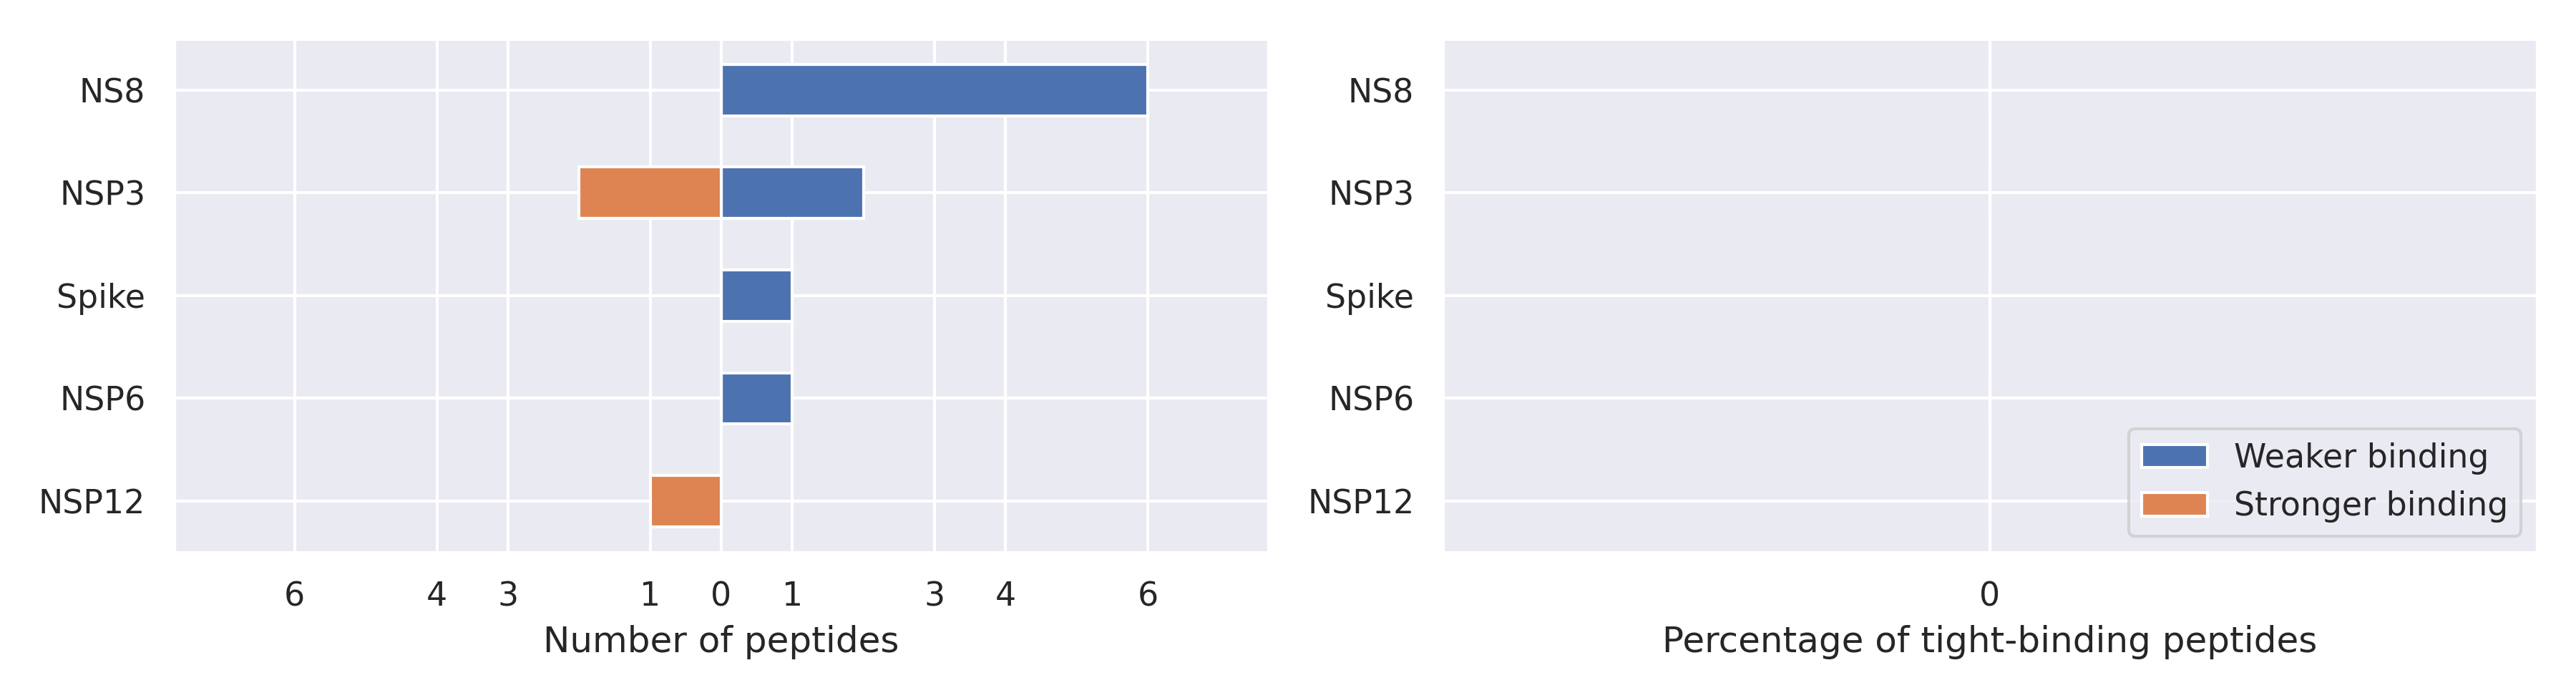 NS8
NSP3
Spike
NSP6
NSP12
6 4 3 1 0 1 3 4 6
Number of peptides
NS8
NSP3
Spike
NSP6
NSP12
Weaker binding
Stronger binding
0
Percentage of tight-binding peptides